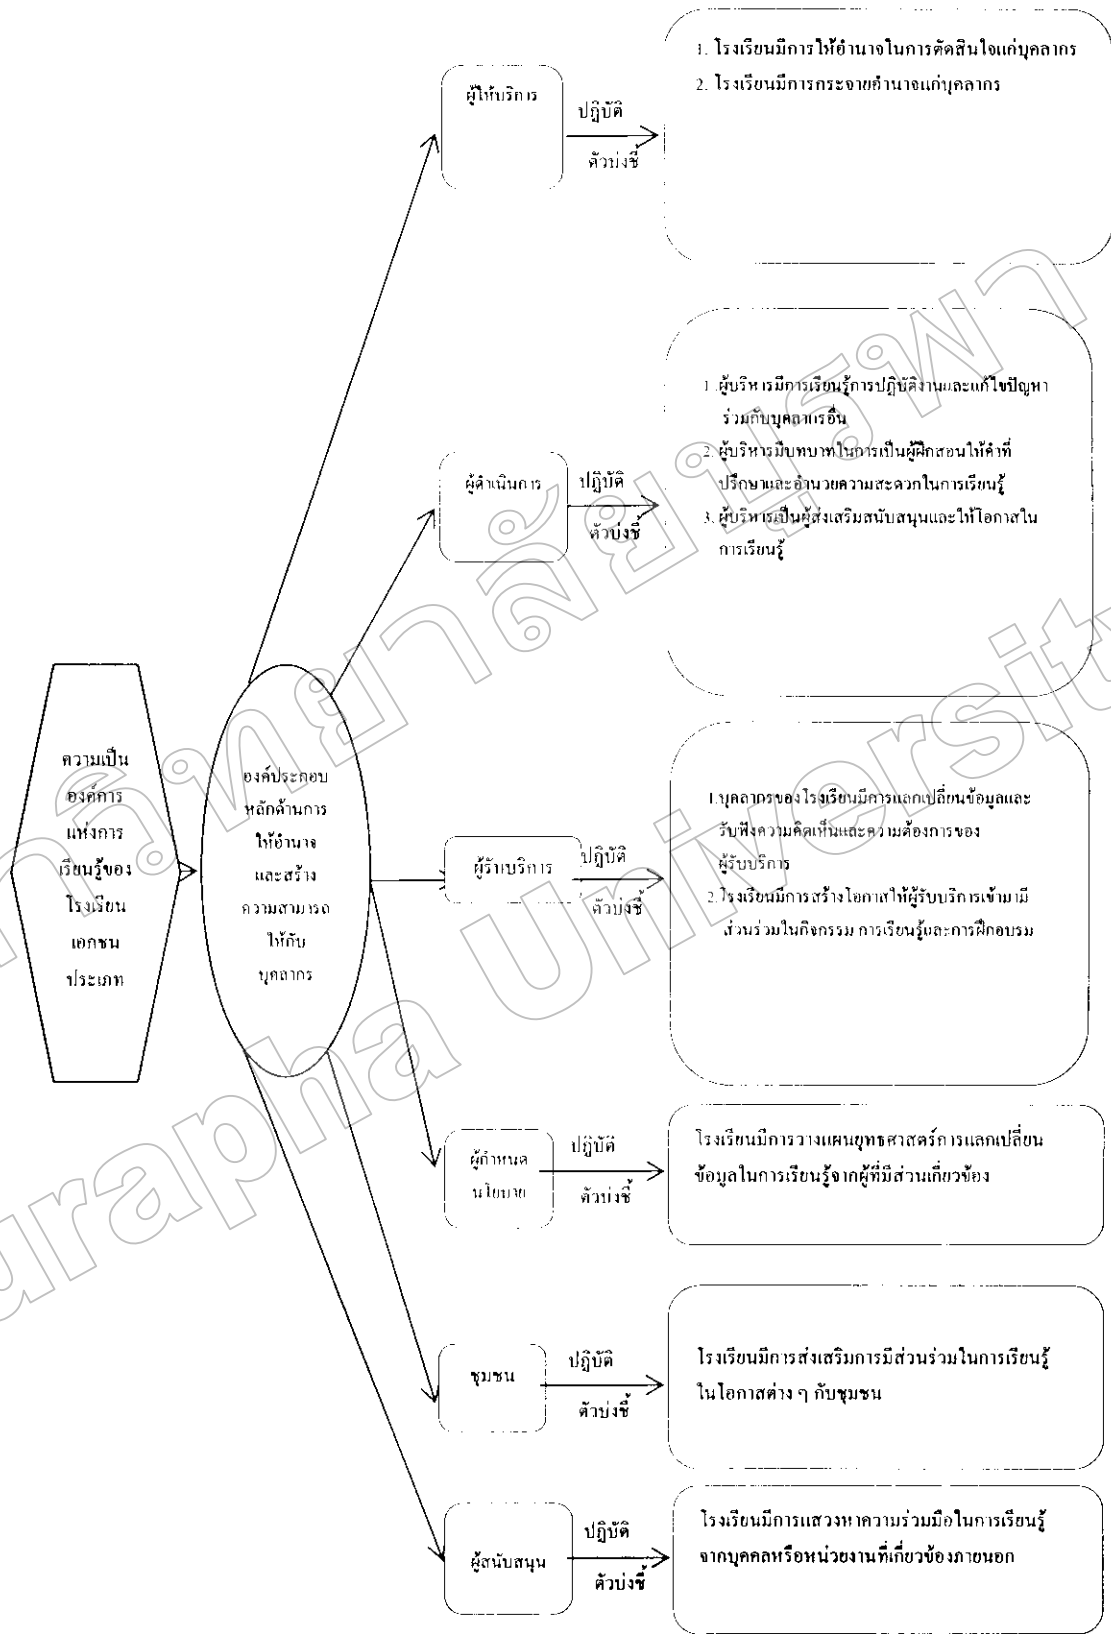 ผู้ให้บริการ
ปฏิบัติ
ตัวบ่งชี้
1. โรงเรียนมีการให้อำนาจในการตัดสินใจแก่บุคลากร
2. โรงเรียนมีการกระจายอำนาจแก่บุคลากร
ผู้ดำเนินการ
ปฏิบัติ
ตัวบ่งชี้
1. ผู้บริหารมีการเรียนรู้การปฏิบัติงานและแก้ไขปัญหา
ร่วมกับบุคลากรอื่น
2. ผู้บริหารมีบทบาทในการเป็นผู้ฝึกสอนให้คำที่
ปรึกษาและอำนวยความสะดวกในการเรียนรู้
3. ผู้บริหารเป็นผู้ส่งเสริมสนับสนุนและให้โอกาสใน
การเรียนรู้
ความเป็น
องค์การ
แห่งการ
เรียนรู้ของ
โรงเรียน
เอกชน
ประเภท
องค์ประกอบ
หลักด้านการ
ให้อำนาจ
และสร้าง
ความสามารถ
ให้กับ
บุคลากร
ผู้รับบริการ
ปฏิบัติ
ตัวบ่งชี้
1.บุคลากรของโรงเรียนมีการแลกเปลี่ยนข้อมูลและ
รับฟังความคิดเห็นและความต้องการของ
ผู้รับบริการ
2. โรงเรียนมีการสร้างโอกาสให้ผู้รับบริการเข้ามามี
ส่วนร่วมในกิจกรรม การเรียนรู้และการฝึกอบรม
ผู้กำหนด
นโยบาย
ปฏิบัติ
ตัวบ่งชี้
โรงเรียนมีการวางแผนยุทธศาสตร์การแลกเปลี่ยน
ข้อมูลในการเรียนรู้จากผู้ที่มีส่วนเกี่ยวข้อง
ชุมชน
ปฏิบัติ
ตัวบ่งชี้
โรงเรียนมีการส่งเสริมการมีส่วนร่วมในการเรียนรู้
ในโอกาสต่าง ๆ กับชุมชน
ผู้สนับสนุน
ปฏิบัติ
ตัวบ่งชี้
โรงเรียนมีการแสวงหาความร่วมมือในการเรียนรู้
จากบุคคลหรือหน่วยงานที่เกี่ยวข้องภายนอก